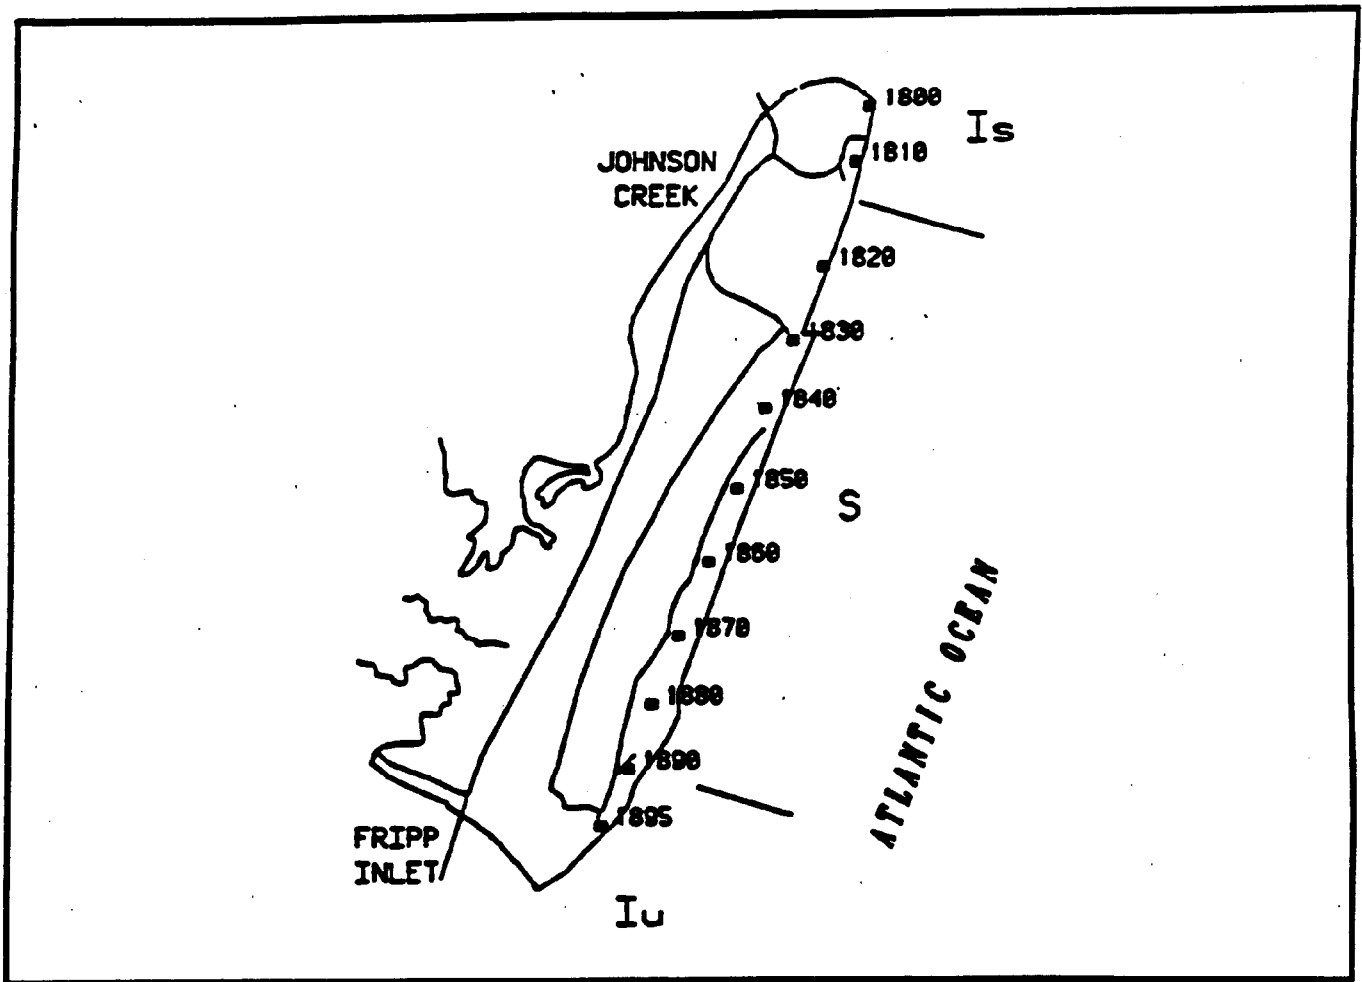 1800
Is
1810
JOHNSON
CREEK
1820
1830
1840
1850
S
1860
1870
1880
1890
1895
ATLANTIC OCEAN
FRIPP
INLET
Iu